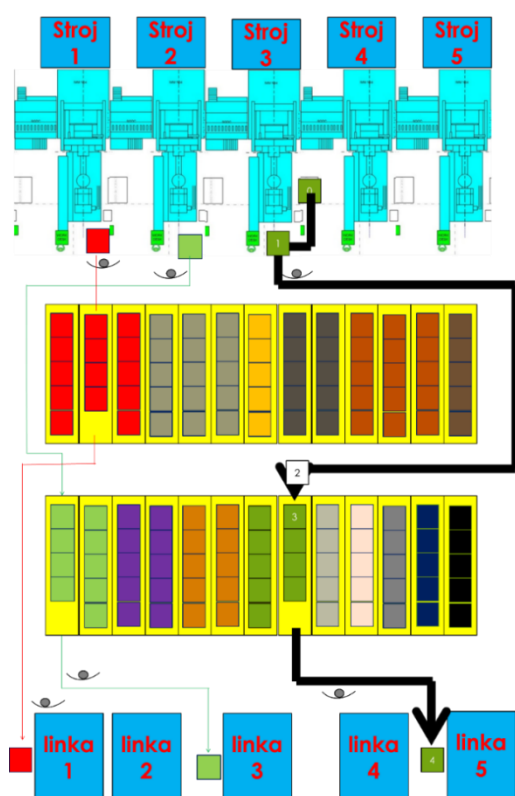 Stroj 1
Stroj 2
Stroj 3
Stroj 4
Stroj 5
0
1
2
3
linka 1
linka 2
linka 3
linka 4
4
linka 5